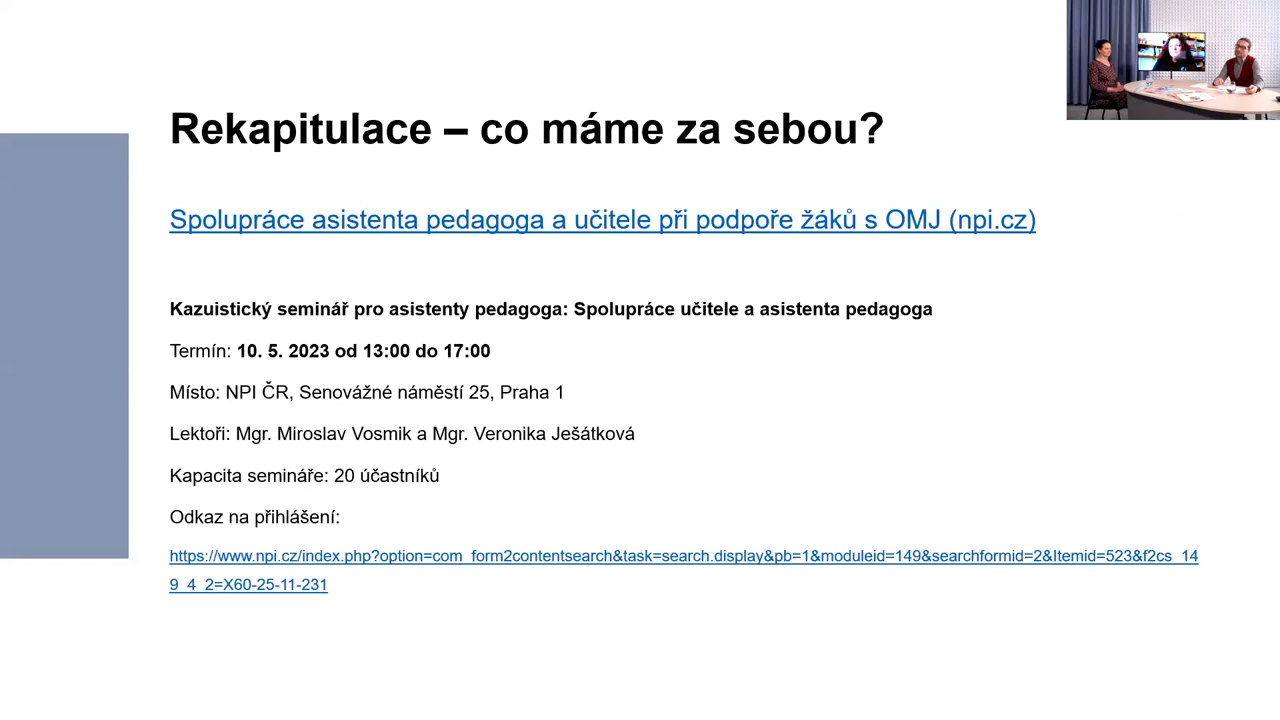 Rekapitulace – co máme za sebou?
Spolupráce asistenta pedagoga a učitele při podpoře žáků s OMJ (npi.cz)
Kazuistický seminář pro asistenty pedagoga: Spolupráce učitele a asistenta pedagoga
Termín: 10. 5. 2023 od 13:00 do 17:00
Místo: NPI ČR, Senovážné náměstí 25, Praha 1
Lektoři: Mgr. Miroslav Vosmik a Mgr. Veronika Ješátková
Kapacita semináře: 20 účastníků
Odkaz na přihlášení:
https://www.npi.cz/index.php?option=com_form2contentsearch&task=search.display&pb=1&moduleid=149&searchformid=2&Itemid=523&f2cs_14
9_4_2=X60-25-11-231